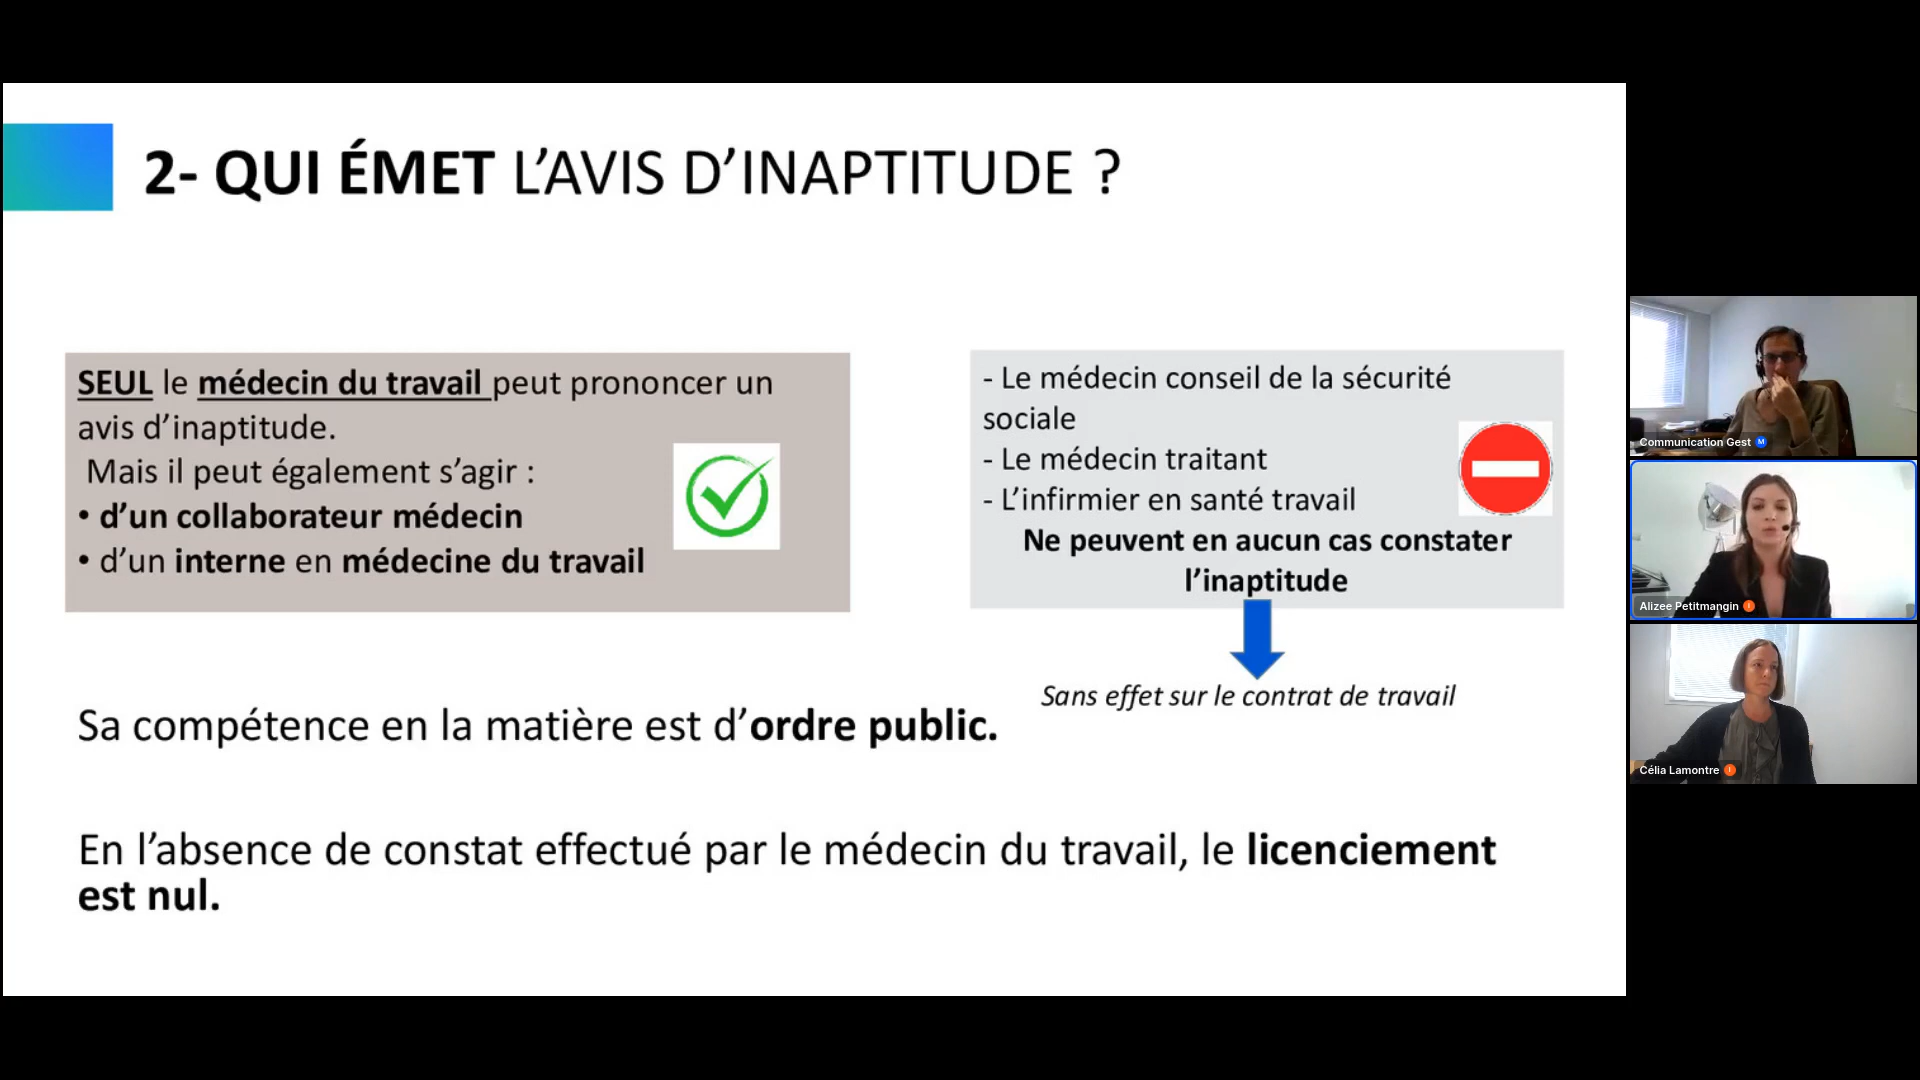 2- QUI ÉMET L’AVIS D’INAPTITUDE ?
SEUL le médecin du travail peut prononcer un
avis d’inaptitude.
Mais il peut également s’agir :
• d’un collaborateur médecin
• d’un interne en médecine du travail
- Le médecin conseil de la sécurité
sociale
- Le médecin traitant
- L’infirmier en santé travail
Ne peuvent en aucun cas constater
l’inaptitude
Sans effet sur le contrat de travail
Sa compétence en la matière est d’ordre public.
En l’absence de constat effectué par le médecin du travail, le licenciement
est nul.
Communication Gest M
Alizee Petitmangin I
Célia Lamontre I